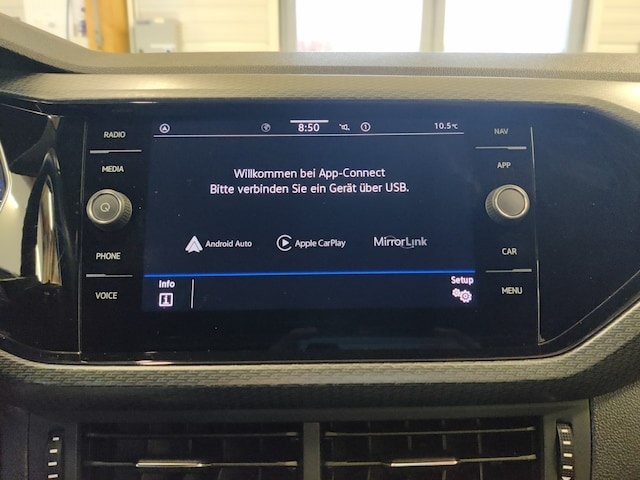 RADIO
MEDIA
PHONE
VOICE
8:50
10.5°C
Willkommen bei App-Connect
Bitte verbinden Sie ein Gerät über USB.
Android Auto
Apple CarPlay
MirrorLink
Info
Setup
NAV
APP
CAR
MENU